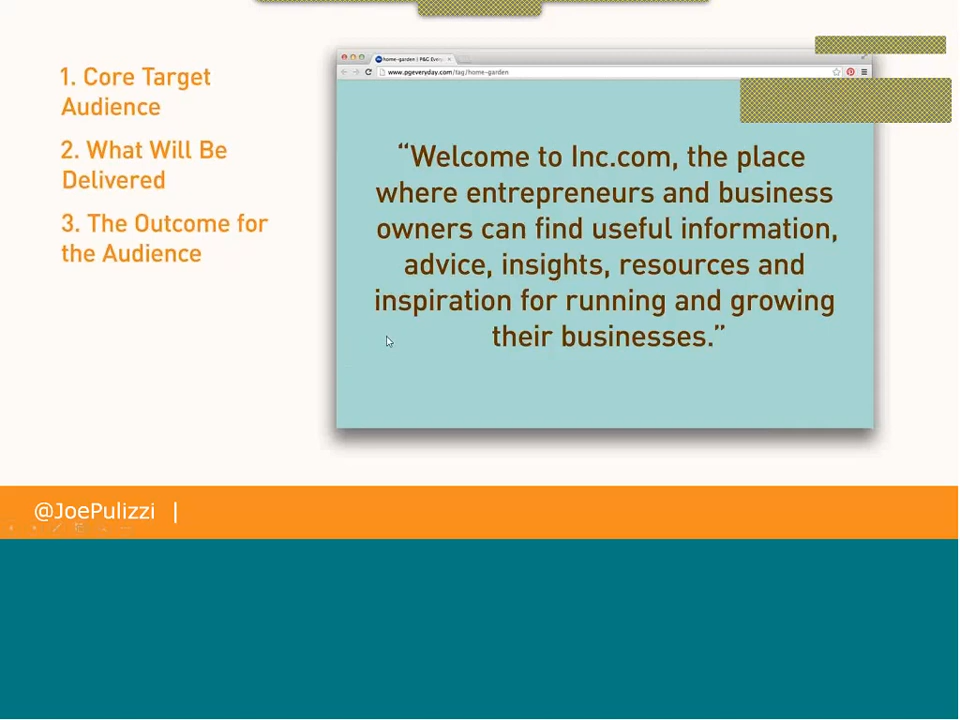 1. Core Target
Audience
2. What Will Be
Delivered
3. The Outcome for
the Audience
home-garden | P&G Every
www.pgeveryday.com/tag/home-garden
“Welcome to Inc.com, the place
where entrepreneurs and business
owners can find useful information,
advice, insights, resources and
inspiration for running and growing
their businesses.”
@JoePulizzi |